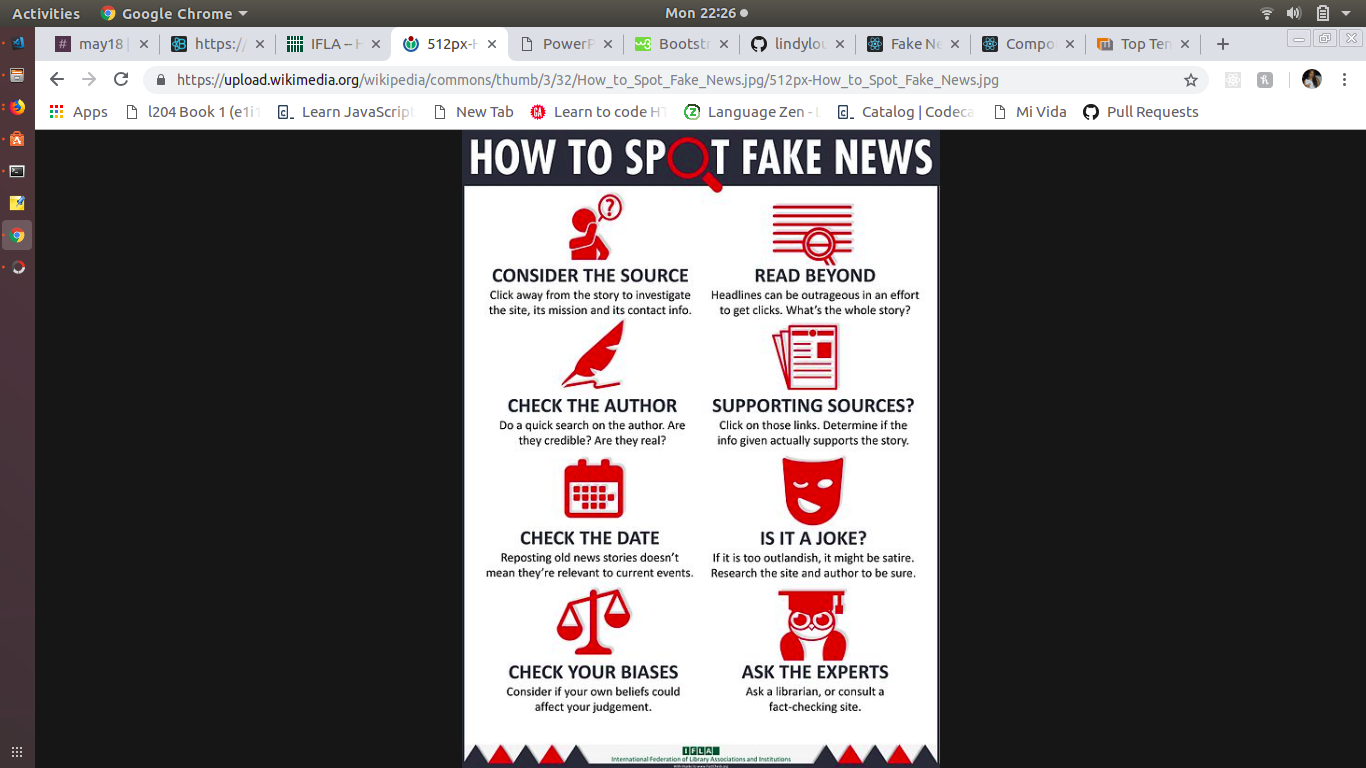 Activities
Google Chrome
Mon 22:26
may18 |
https:/
IFLA -- H
512px-H
PowerP
Bootstr
lindylou
Fake Ne
Compo
Top Ten
https://upload.wikimedia.org/wikipedia/commons/thumb/3/32/How_to_Spot_Fake_News.jpg/512px-How_to_Spot_Fake_News.jpg
Apps
l204 Book 1 (e1i1
Learn JavaScript
New Tab
Learn to code HT
Language Zen - L
Catalog | Codeca
Mi Vida
Pull Requests
HOW TO SPOT FAKE NEWS
?
CONSIDER THE SOURCE
Click away from the story to investigate
the site, its mission and its contact info.
READ BEYOND
Headlines can be outrageous in an effort
to get clicks. What's the whole story?
CHECK THE AUTHOR
Do a quick search on the author. Are
they credible? Are they real?
SUPPORTING SOURCES?
Click on those links. Determine if the
info given actually supports the story.
CHECK THE DATE
Reposting old news stories doesn't
mean they're relevant to current events.
IS IT A JOKE?
If it is too outlandish, it might be satire.
Research the site and author to be sure.
CHECK YOUR BIASES
Consider if your own beliefs could
affect your judgement.
ASK THE EXPERTS
Ask a librarian, or consult a
fact-checking site.
IFLA
International Federation of Library Associations and Institutions